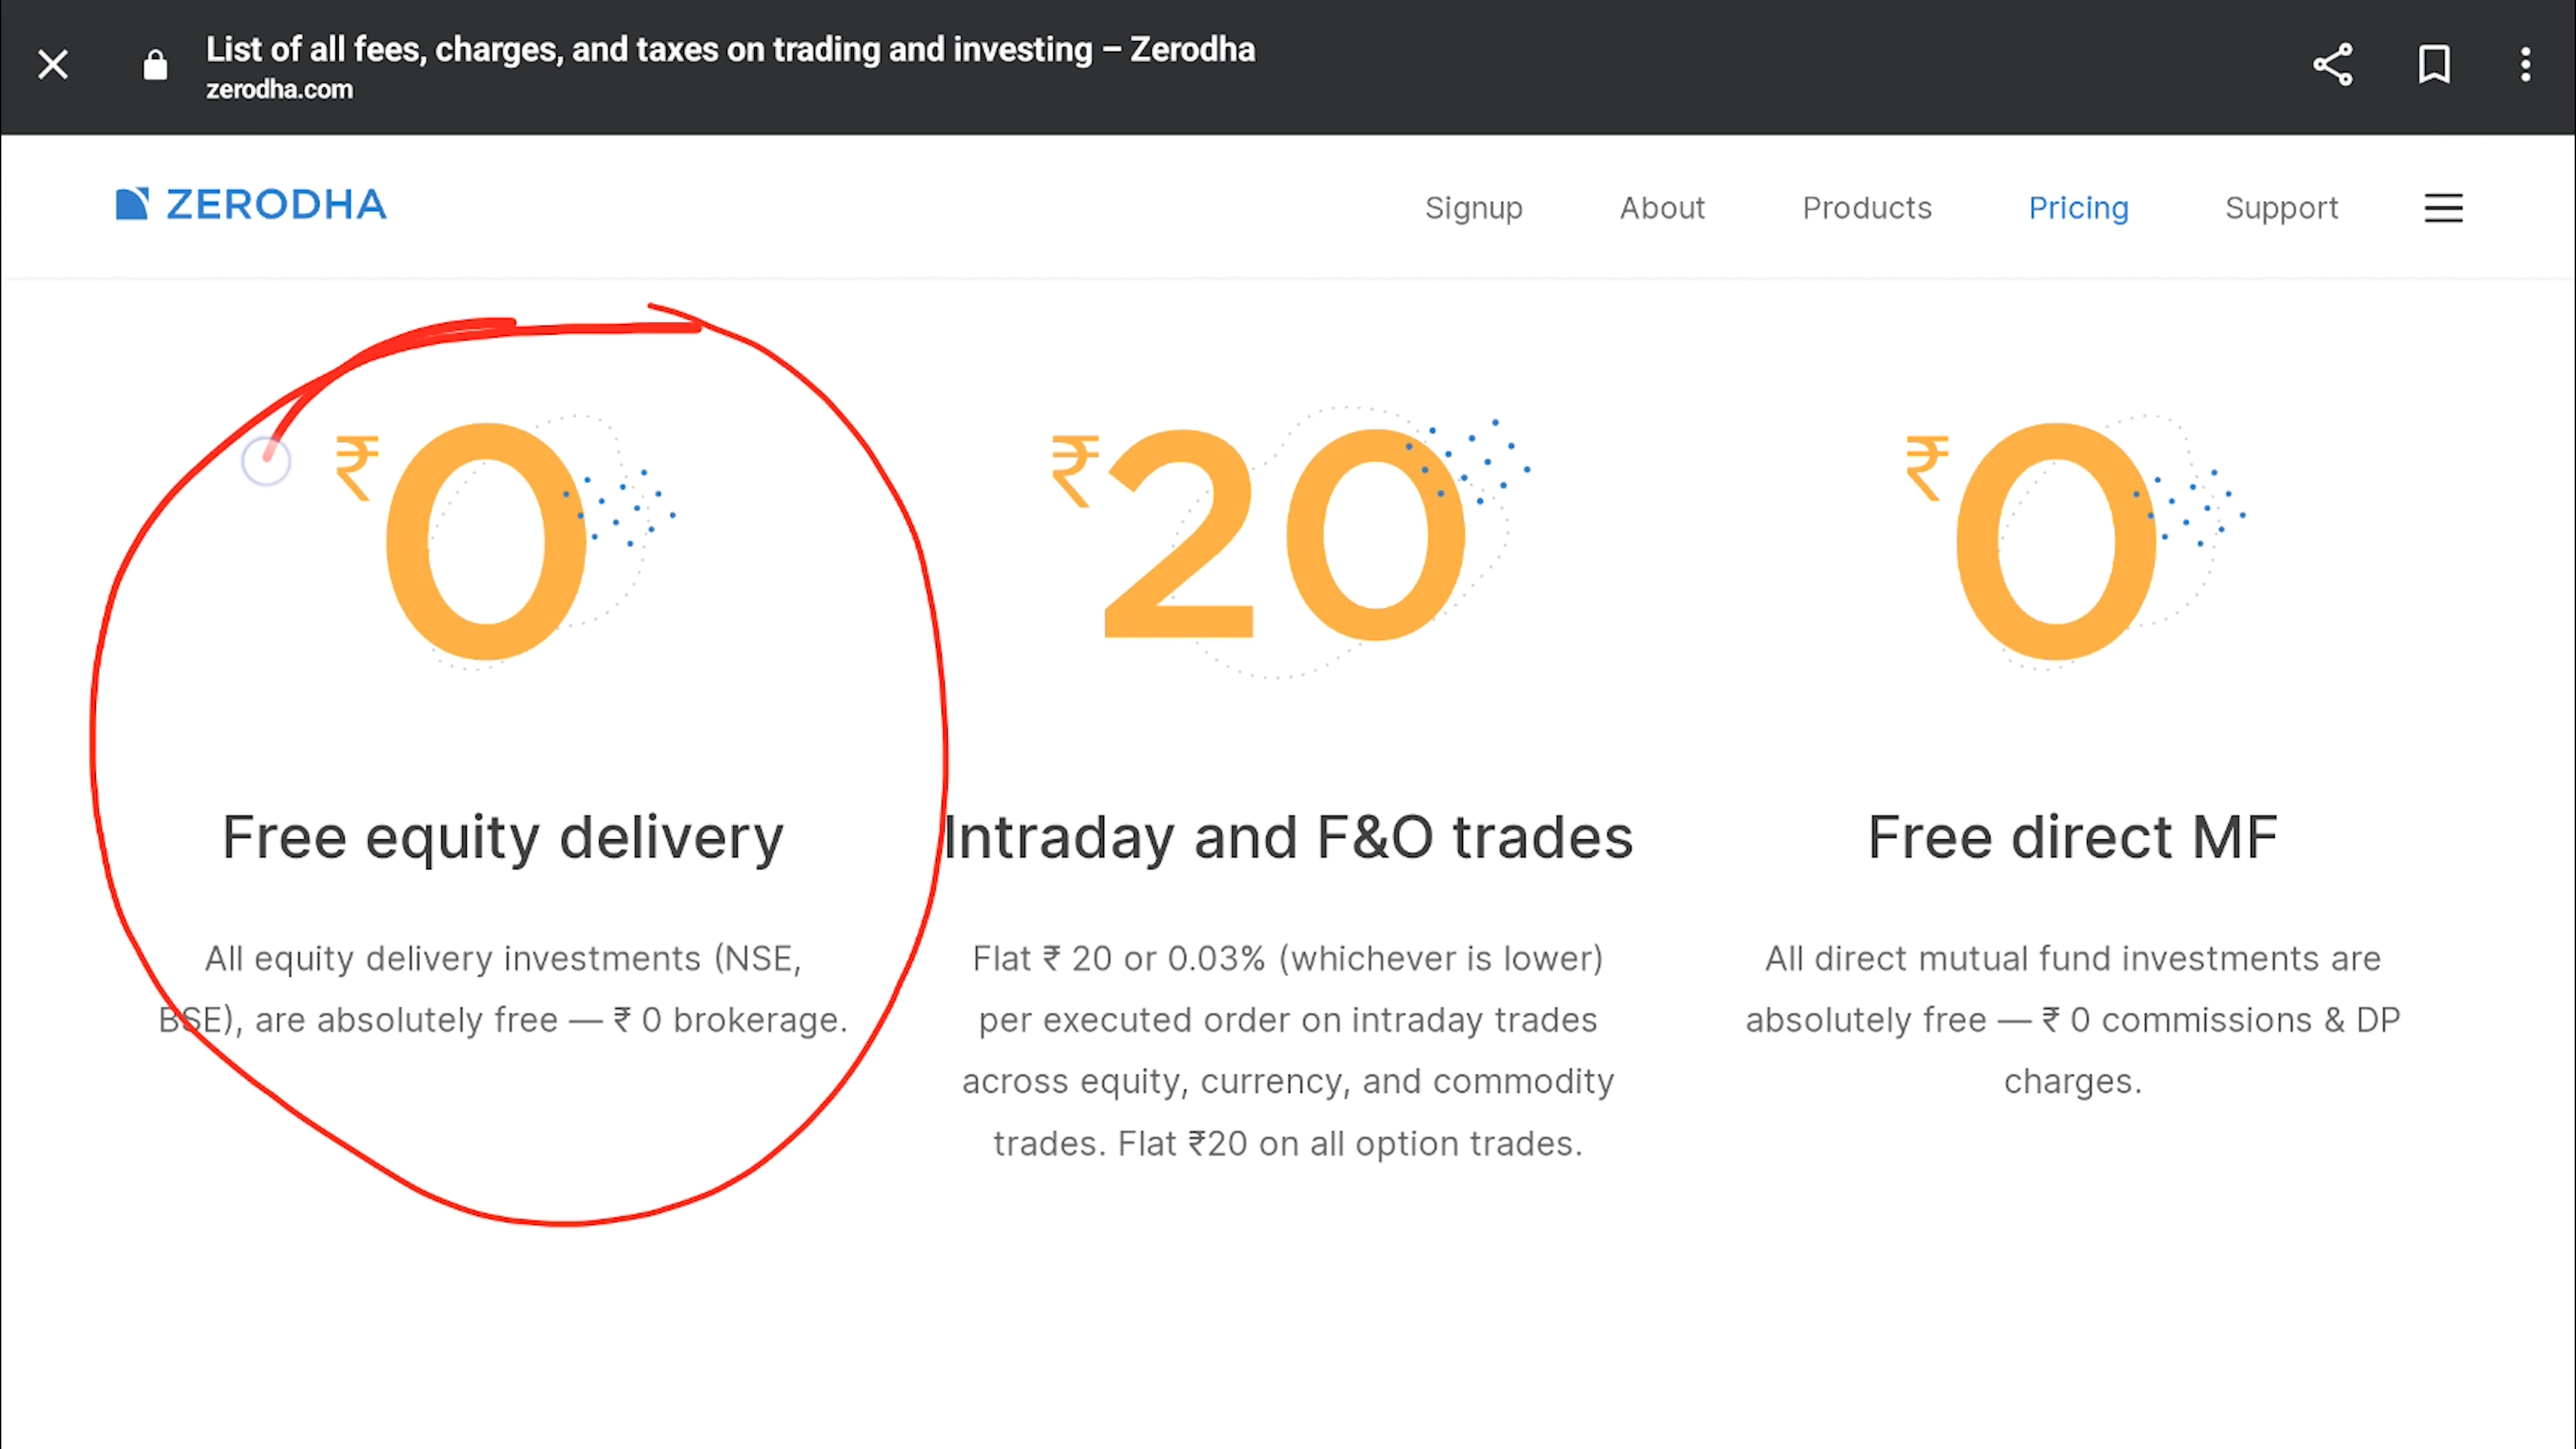 List of all fees, charges, and taxes on trading and investing – Zerodha
zerodha.com
ZERODHA
Signup
About
Products
Pricing
Support
₹0
Free equity delivery
All equity delivery investments (NSE,
BSE), are absolutely free — ₹ 0 brokerage.
₹20
Intraday and F&O trades
Flat ₹ 20 or 0.03% (whichever is lower)
per executed order on intraday trades
across equity, currency, and commodity
trades. Flat ₹20 on all option trades.
₹0
Free direct MF
All direct mutual fund investments are
absolutely free — ₹ 0 commissions & DP
charges.